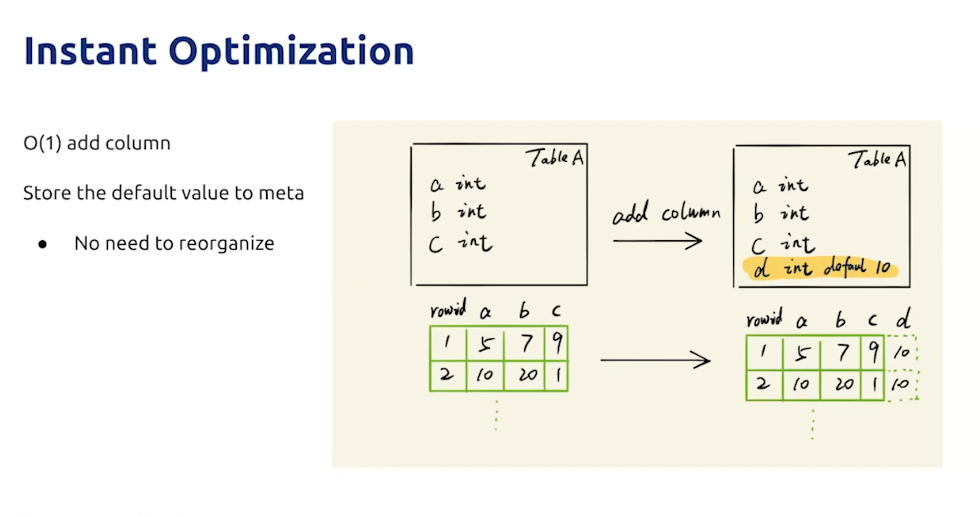 Instant Optimization
O(1) add column
Store the default value to meta
● No need to reorganize
Table A
a int
b int
c int
add column
Table A
a int
b int
c int
d int defaul 10
rowid a b c
1 5 7 9
2 10 20 1
rowid a b c d
1 5 7 9 10
2 10 20 1 10